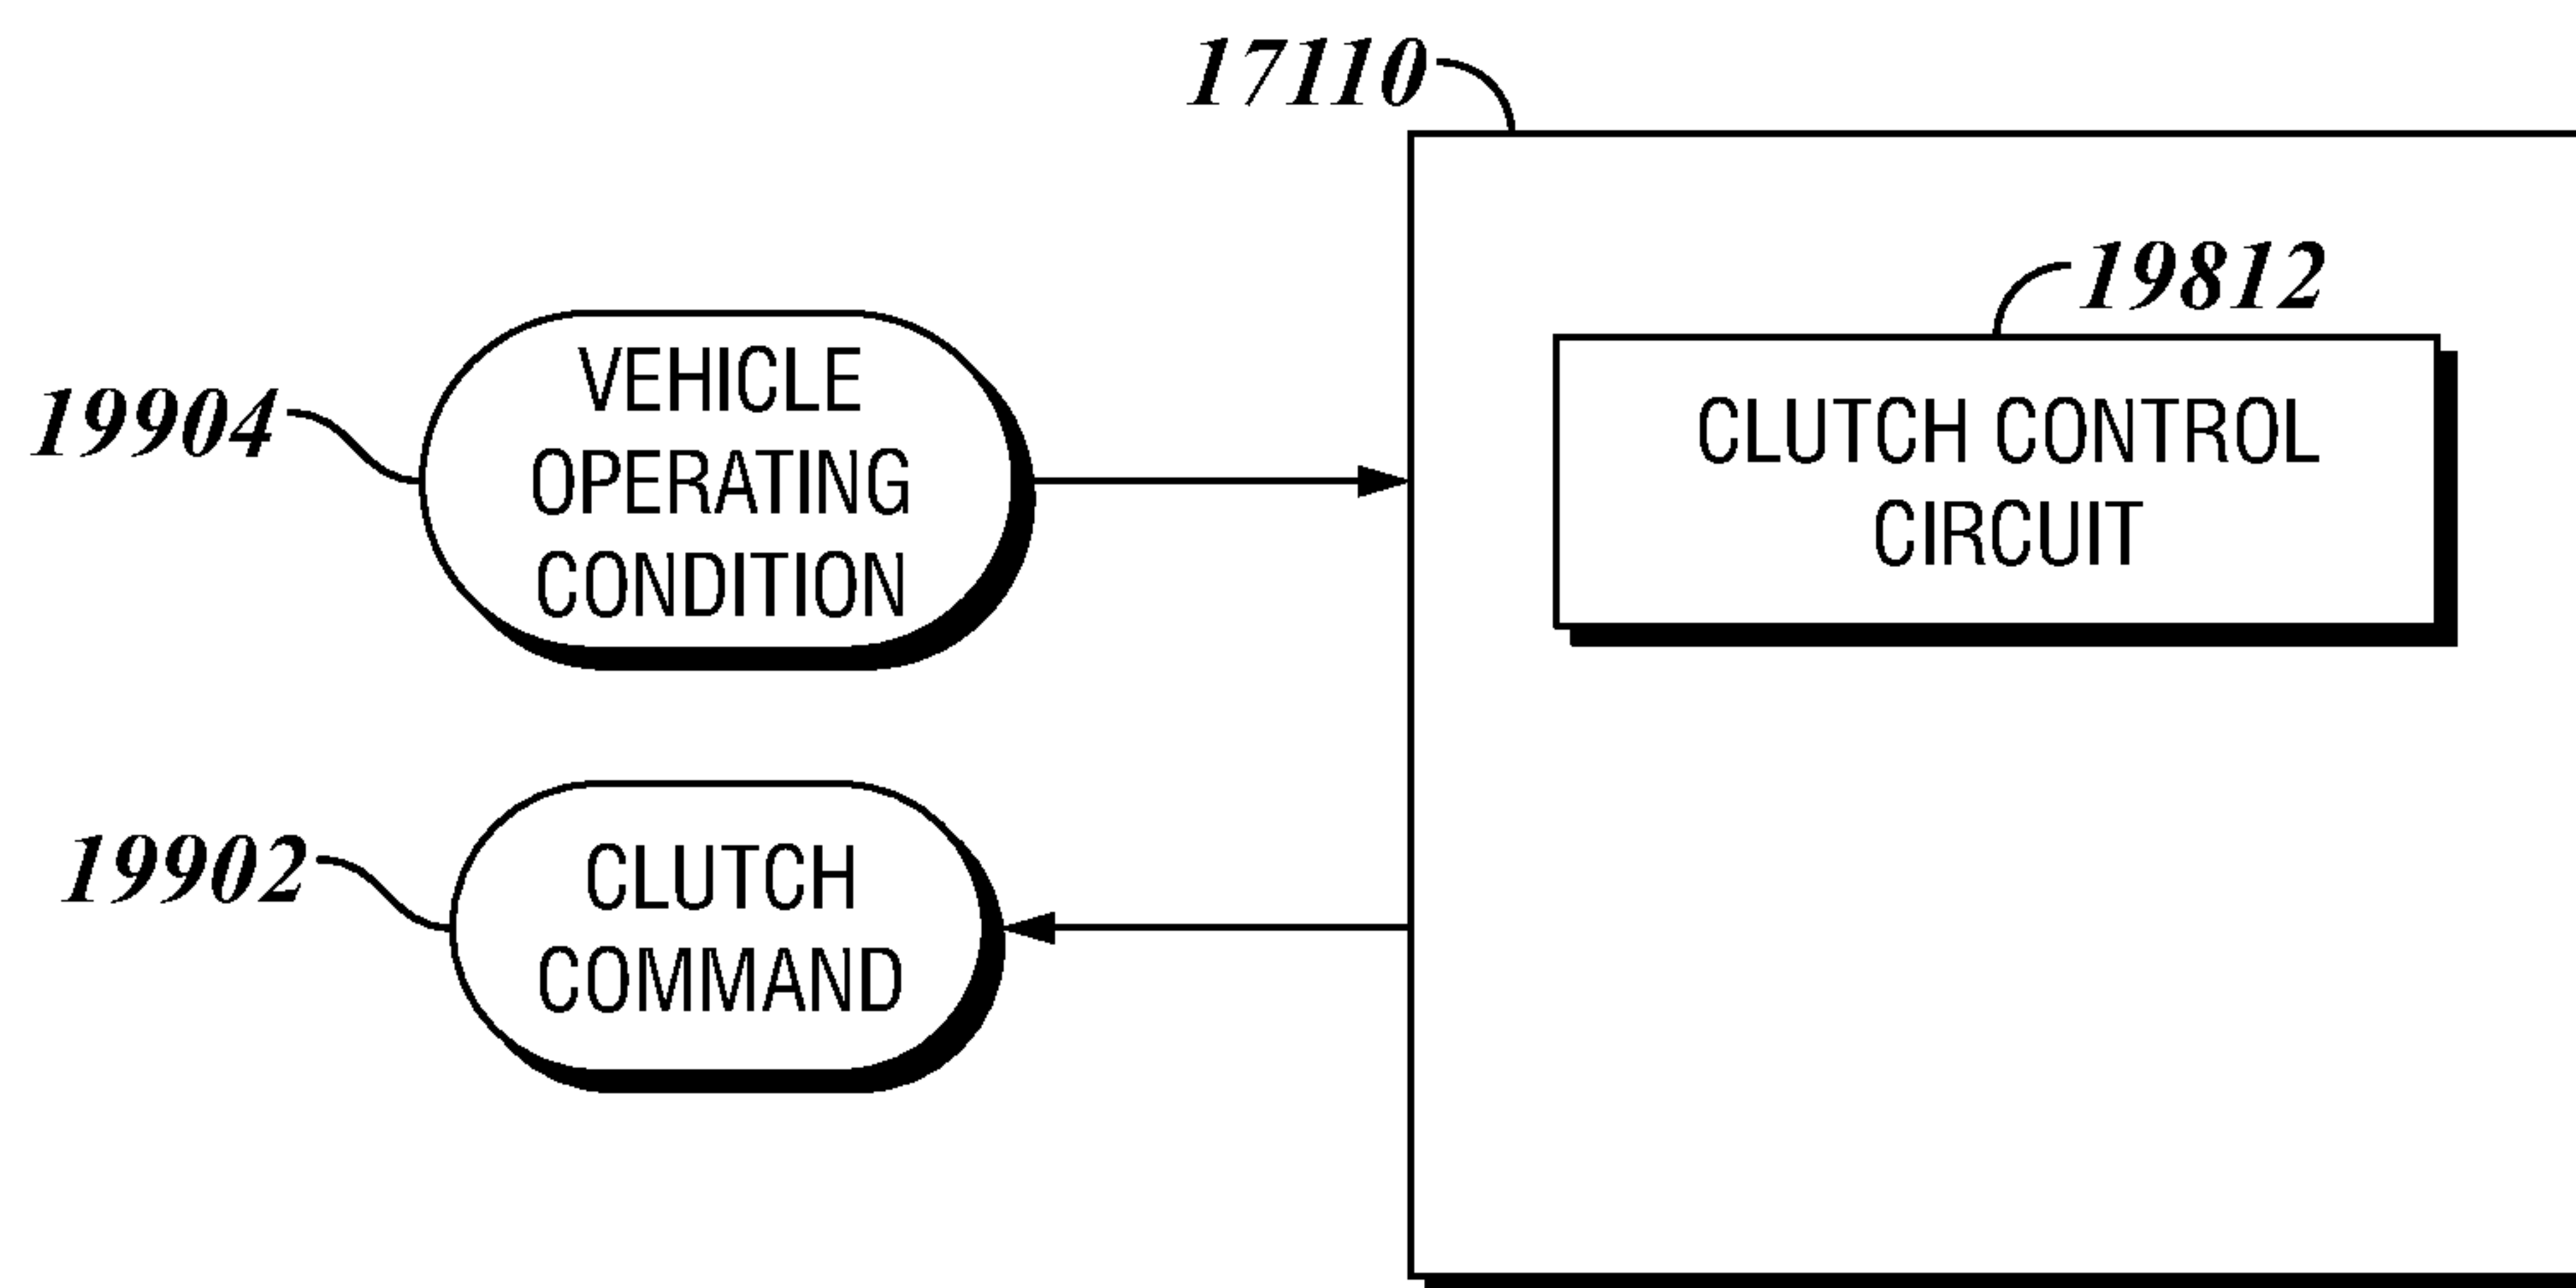 17110
19812
CLUTCH CONTROL
CIRCUIT
19904
VEHICLE
OPERATING
CONDITION
19902
CLUTCH
COMMAND